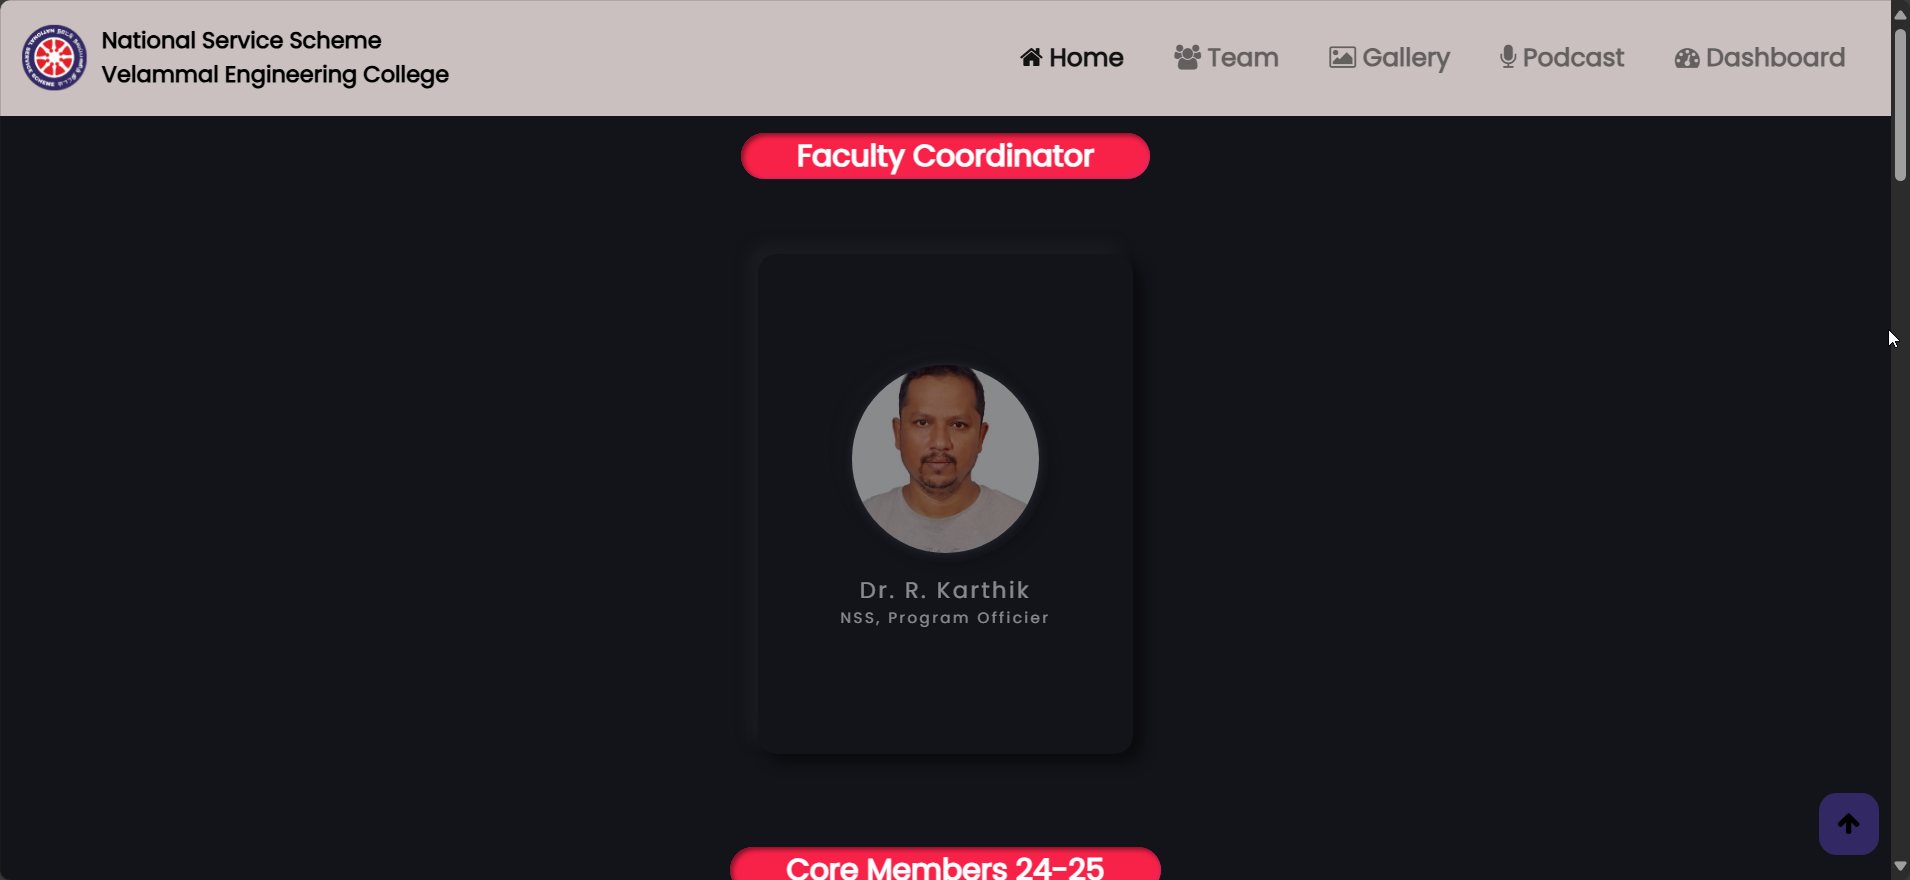 National Service Scheme
Velammal Engineering College
Home
Team
Gallery
Podcast
Dashboard
Faculty Coordinator
Dr. R. Karthik
NSS, Program Officier
Core Members 24-25